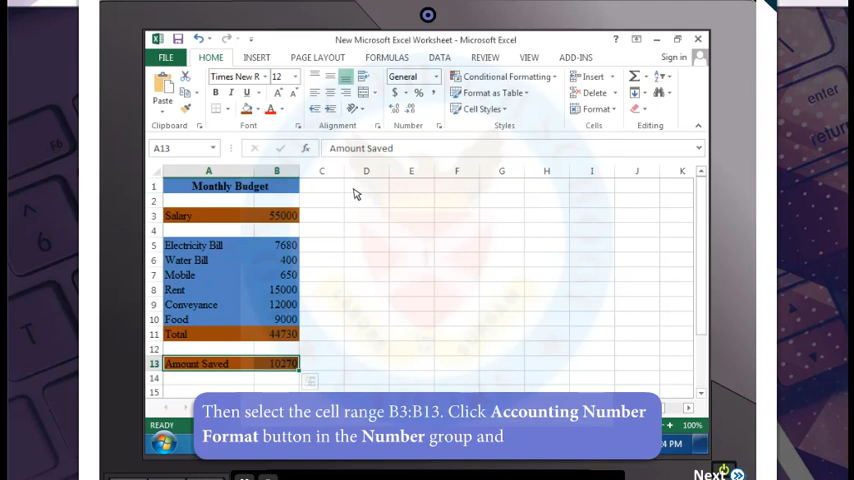 New Microsoft Excel Worksheet - Microsoft Excel
FILE HOME INSERT PAGE LAYOUT FORMULAS DATA REVIEW VIEW ADD-INS Sign in
Times New R 12 General Conditional Formatting Insert
Format as Table Delete
Paste B I U $ % Cell Styles Format
Clipboard Font Alignment Number Styles Cells Editing
A13 fx Amount Saved
A B C D E F G H I J K
1 Monthly Budget
2
3 Salary 55000
4
5 Electricity Bill 7680
6 Water Bill 400
7 Mobile 650
8 Rent 15000
9 Conveyance 12000
10 Food 9000
11 Total 44730
12
13 Amount Saved 10270
14
15
Then select the cell range B3:B13. Click Accounting Number
Format button in the Number group and
READY 100%
4 PM
Next
enter
return